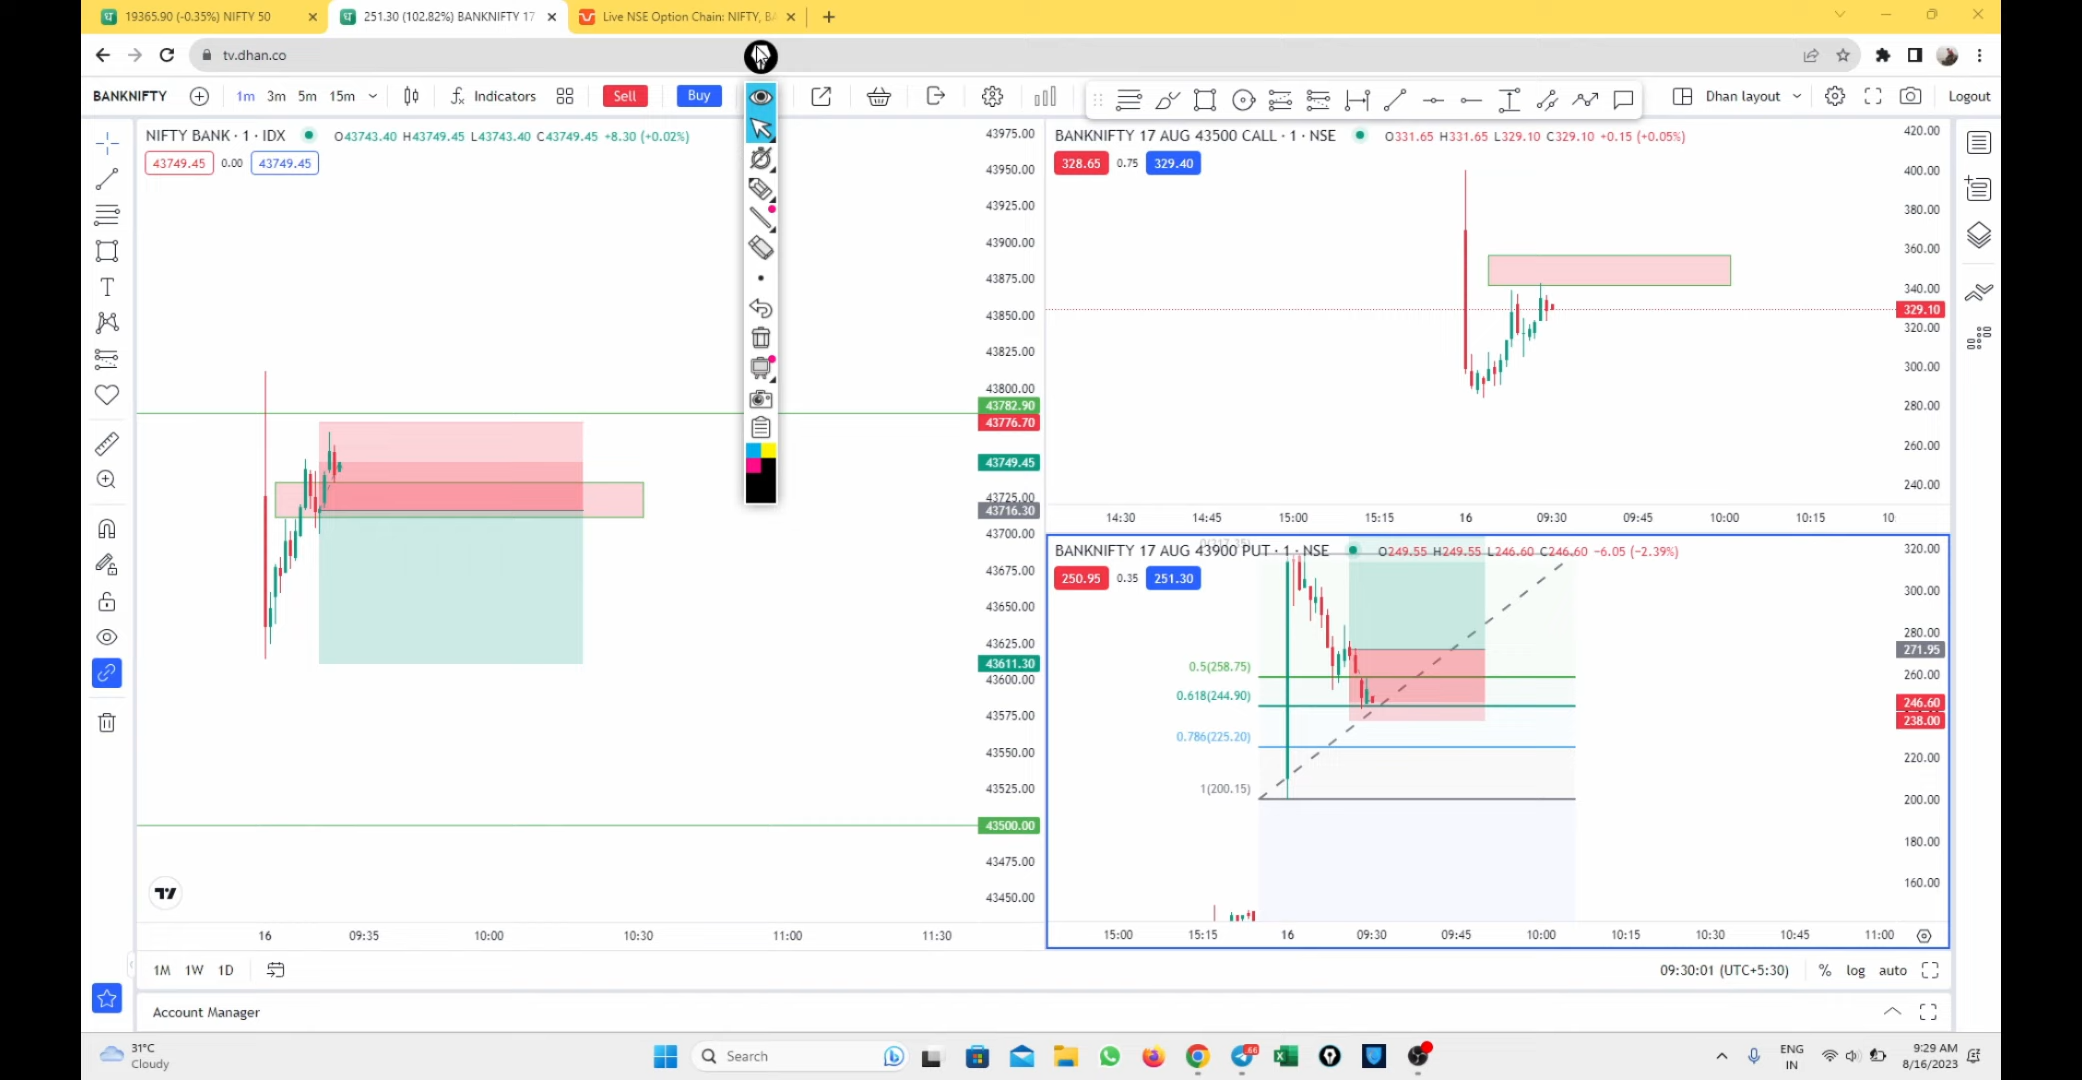 19365.90 (-0.35%) NIFTY 50
251.30 (102.82%) BANKNIFTY 17
Live NSE Option Chain: NIFTY, BA
tv.dhan.co
BANKNIFTY 1m 3m 5m 15m Indicators Sell Buy Dhan layout Logout
NIFTY BANK · 1 · IDX O43743.40 H43749.45 L43743.40 C43749.45 +8.30 (+0.02%)
43749.45 0.00 43749.45
43975.00
43950.00
43925.00
43900.00
43875.00
43850.00
43825.00
43800.00
43782.90
43776.70
43749.45
43725.00
43716.30
43700.00
43675.00
43650.00
43625.00
43611.30
43600.00
43575.00
43550.00
43525.00
43500.00
43475.00
43450.00
16 09:35 10:00 10:30 11:00 11:30
BANKNIFTY 17 AUG 43500 CALL · 1 · NSE O331.65 H331.65 L329.10 C329.10 +0.15 (+0.05%)
328.65 0.75 329.40
420.00
400.00
380.00
360.00
340.00
329.10
320.00
300.00
280.00
260.00
240.00
14:30 14:45 15:00 15:15 16 09:30 09:45 10:00 10:15 10
BANKNIFTY 17 AUG 43900 PUT · 1 · NSE O249.55 H249.55 L246.60 C246.60 −6.05 (−2.39%)
250.95 0.35 251.30
320.00
300.00
280.00
271.95
260.00
246.60
238.00
220.00
200.00
180.00
160.00
0.5(258.75)
0.618(244.90)
0.786(225.20)
1(200.15)
15:00 15:15 16 09:30 09:45 10:00 10:15 10:30 10:45 11:00
1M 1W 1D
09:30:01 (UTC+5:30) % log auto
Account Manager
31°C
Cloudy
Search
66
ENG
IN
9:29 AM
8/16/2023